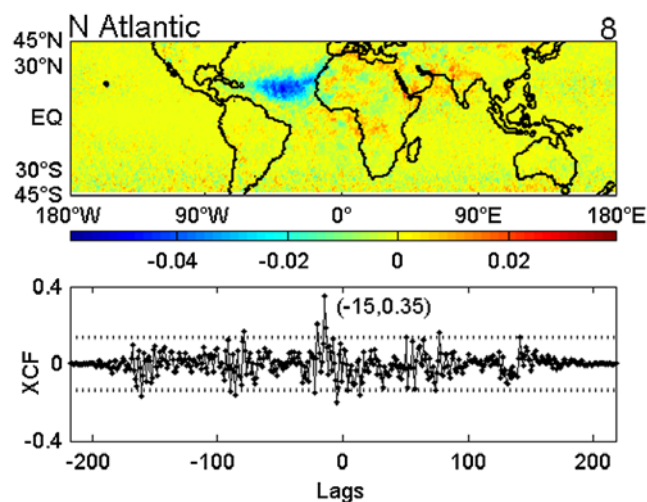 N Atlantic 8
45°N
30°N
EQ
30°S
45°S
180°W 90°W 0° 90°E 180°E
-0.04 -0.02 0 0.02
0.4
(-15,0.35)
XCF
0
-0.4
-200 -100 0 100 200
Lags